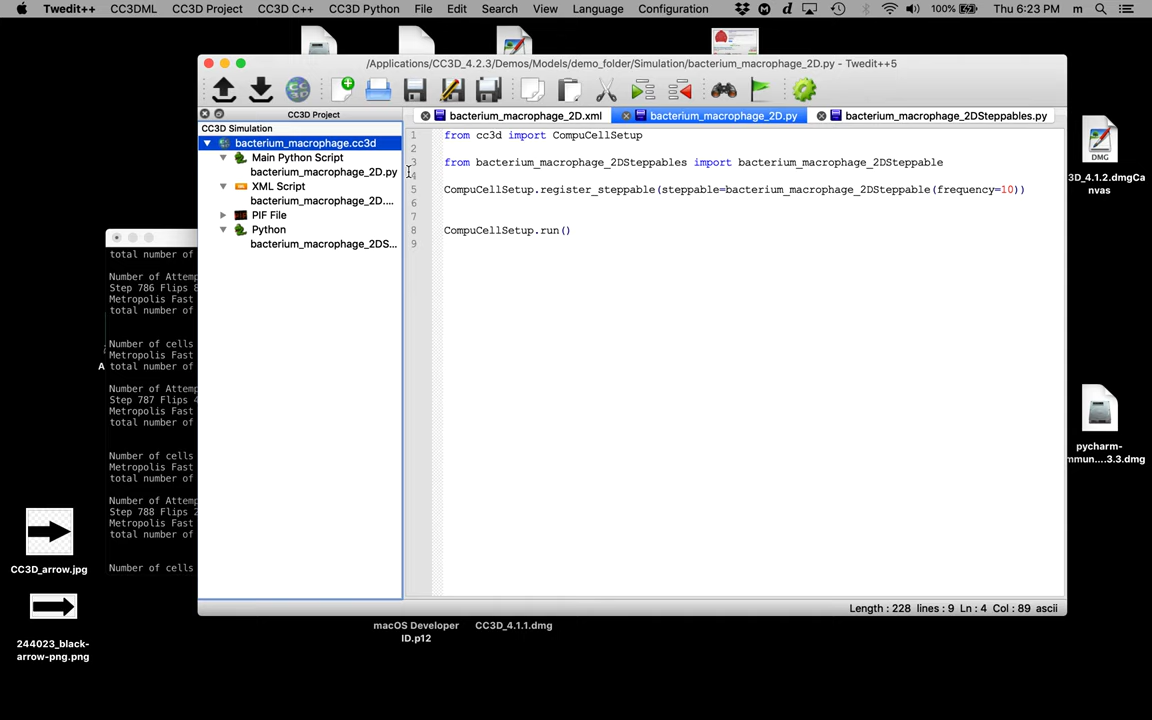 Twedit++ CC3DML CC3D Project CC3D C++ CC3D Python File Edit Search View Language Configuration 100% Thu 6:23 PM m
/Applications/CC3D_4.2.3/Demos/Models/demo_folder/Simulation/bacterium_macrophage_2D.py - Twedit++5
CC3D Project
bacterium_macrophage_2D.xml
bacterium_macrophage_2D.py
bacterium_macrophage_2DSteppables.py
CC3D Simulation
bacterium_macrophage.cc3d
Main Python Script
bacterium_macrophage_2D.py
XML Script
bacterium_macrophage_2D....
PIF File
Python
bacterium_macrophage_2DS...
1 from cc3d import CompuCellSetup
2
3 from bacterium_macrophage_2DSteppables import bacterium_macrophage_2DSteppable
4
5 CompuCellSetup.register_steppable(steppable=bacterium_macrophage_2DSteppable(frequency=10))
6
7
8 CompuCellSetup.run()
9
Length : 228 lines : 9 Ln : 4 Col : 89 ascii
total number of
Number of Attemp
Step 786 Flips
Metropolis Fast
total number of
Number of cells
Metropolis Fast
A total number of
Number of Attemp
Step 787 Flips 4
Metropolis Fast
total number of
Number of cells
Metropolis Fast
total number of
Number of Attemp
Step 788 Flips 2
Metropolis Fast
total number of
Number of cells
DMG
3D_4.1.2.dmgCa
nvas
pycharm-
mmun....3.3.dmg
CC3D_arrow.jpg
244023_black-
arrow-png.png
macOS Developer
ID.p12
CC3D_4.1.1.dmg